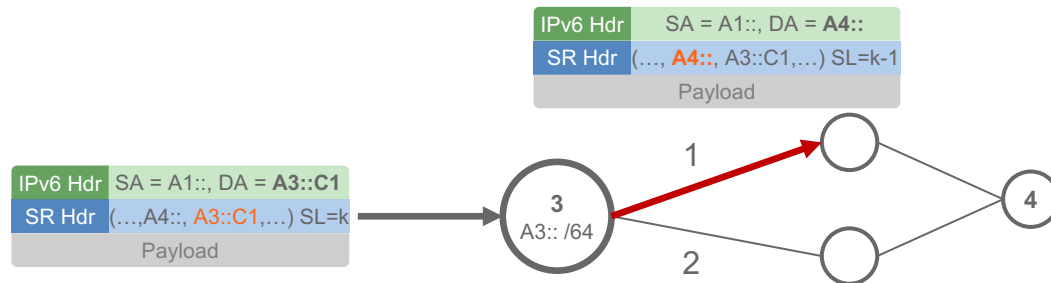 IPv6 Hdr SA = A1::, DA = A4::
SR Hdr (…, A4::, A3::C1,…) SL=k-1
Payload
1
IPv6 Hdr SA = A1::, DA = A3::C1
SR Hdr (…,A4::, A3::C1,…) SL=k
Payload
3
A3:: /64
4
2